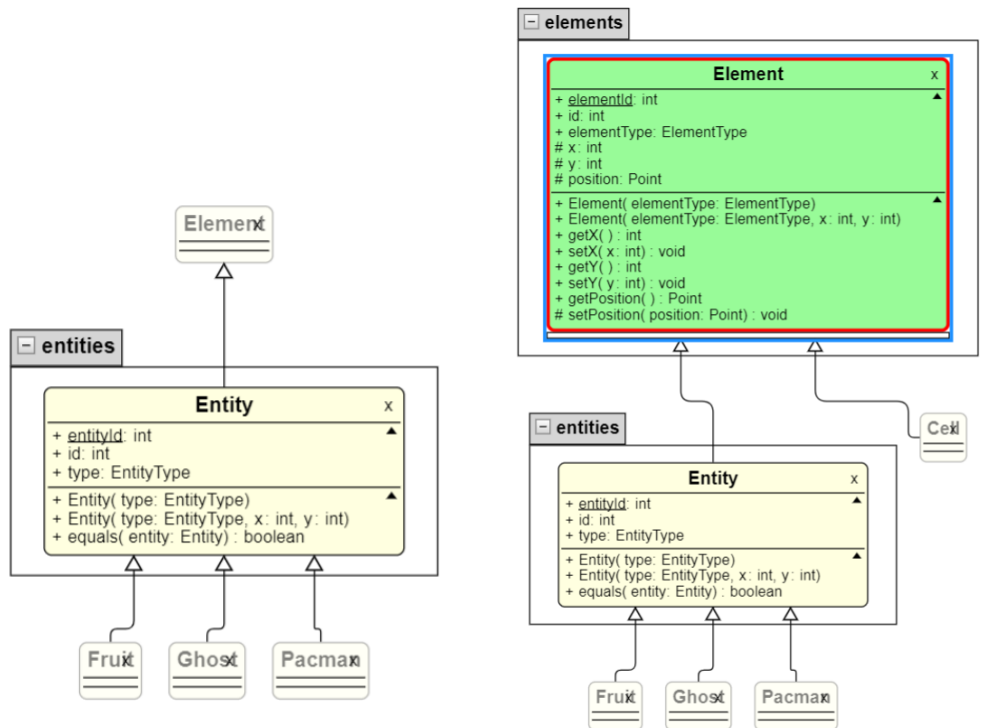 Element
x
entities
Entity
x
+ entityId: int
+ id: int
+ type: EntityType
+ Entity( type: EntityType)
+ Entity( type: EntityType, x: int, y: int)
+ equals( entity: Entity) : boolean
Fruit
x
Ghost
x
Pacman
x
elements
Element
x
+ elementId: int
+ id: int
+ elementType: ElementType
# x: int
# y: int
# position: Point
+ Element( elementType: ElementType)
+ Element( elementType: ElementType, x: int, y: int)
+ getX( ) : int
+ setX( x: int) : void
+ getY( ) : int
+ setY( y: int) : void
+ getPosition( ) : Point
# setPosition( position: Point) : void
Cell
x
entities
Entity
x
+ entityId: int
+ id: int
+ type: EntityType
+ Entity( type: EntityType)
+ Entity( type: EntityType, x: int, y: int)
+ equals( entity: Entity) : boolean
Fruit
x
Ghost
x
Pacman
x